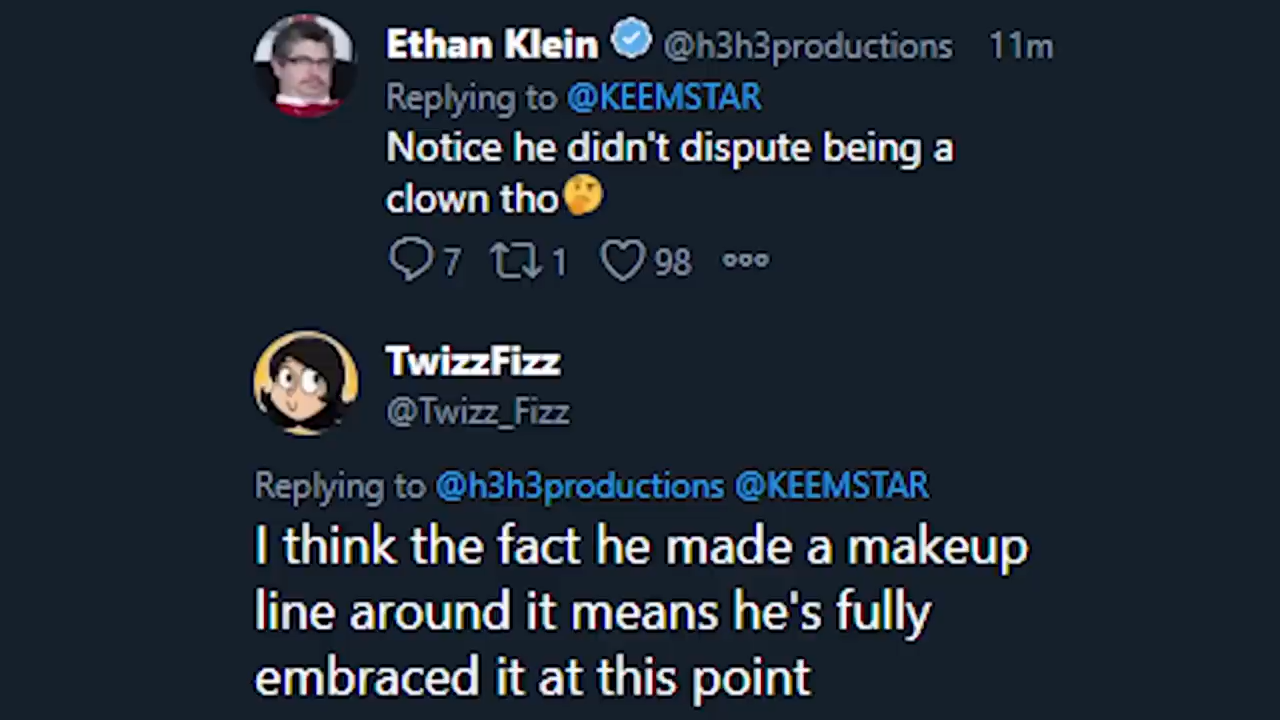 Ethan Klein @h3h3productions 11m
Replying to @KEEMSTAR
Notice he didn't dispute being a
clown tho🤔
7 1 98
TwizzFizz
@Twizz_Fizz
Replying to @h3h3productions @KEEMSTAR
I think the fact he made a makeup
line around it means he's fully
embraced it at this point